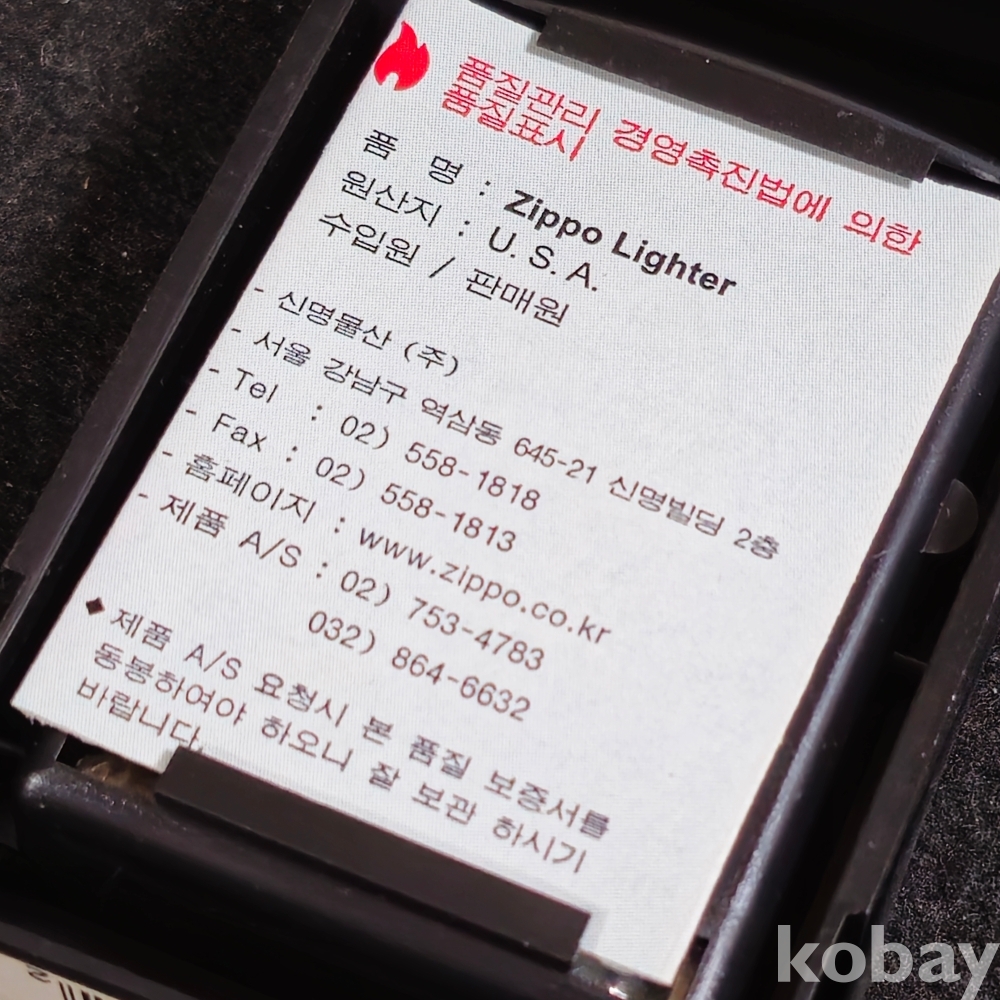 품질관리 경영촉진법에 의한
품질표시
품 명 : Zippo Lighter
원산지 : U. S. A.
수입원 / 판매원
- 신명물산 (주)
- 서울 강남구 역삼동 645-21 신명빌딩 2층
- Tel : 02) 558-1818
- Fax : 02) 558-1813
- 홈페이지 : www.zippo.co.kr
- 제품 A/S : 02) 753-4783
032) 864-6632
◆ 제품 A/S 요청시 본 품질 보증서를
동봉하여야 하오니 잘 보관 하시기
바랍니다.
kobay